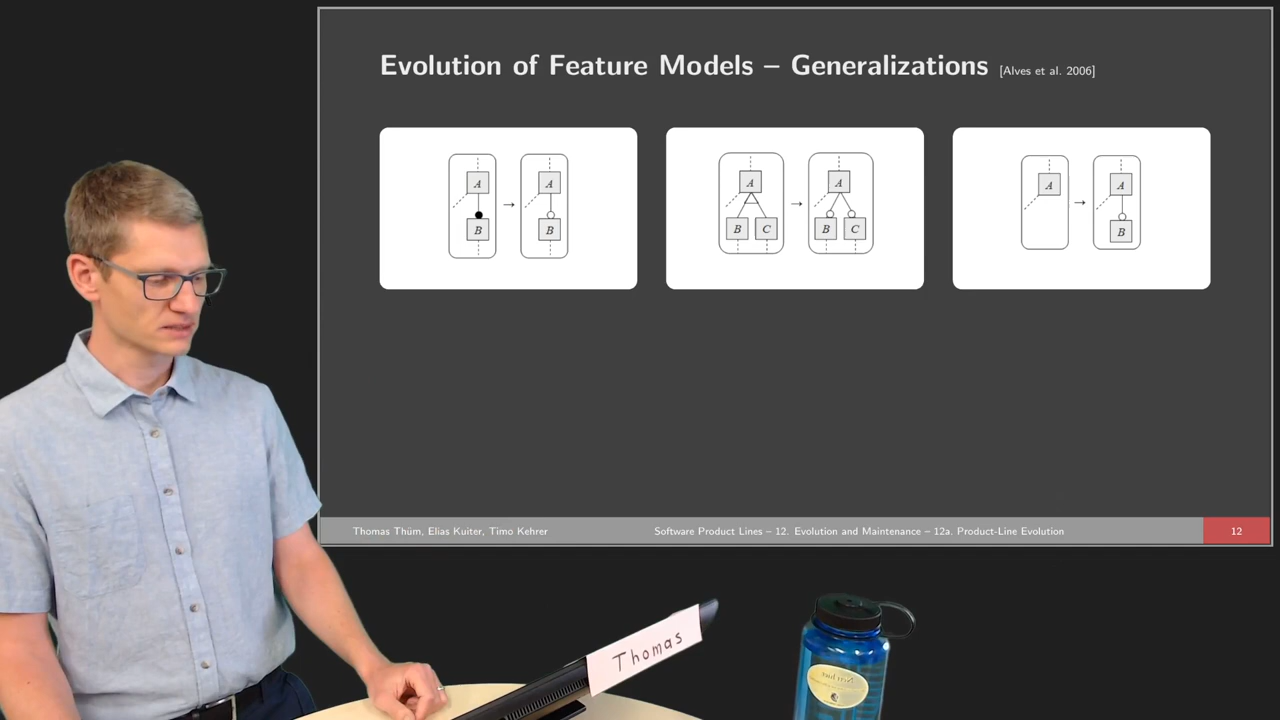 Evolution of Feature Models – Generalizations [Alves et al. 2006]
A → A
B B
A → A
B C B C
A → A
B
Thomas Thüm, Elias Kuiter, Timo Kehrer Software Product Lines – 12. Evolution and Maintenance – 12a. Product-Line Evolution 12
Thomas